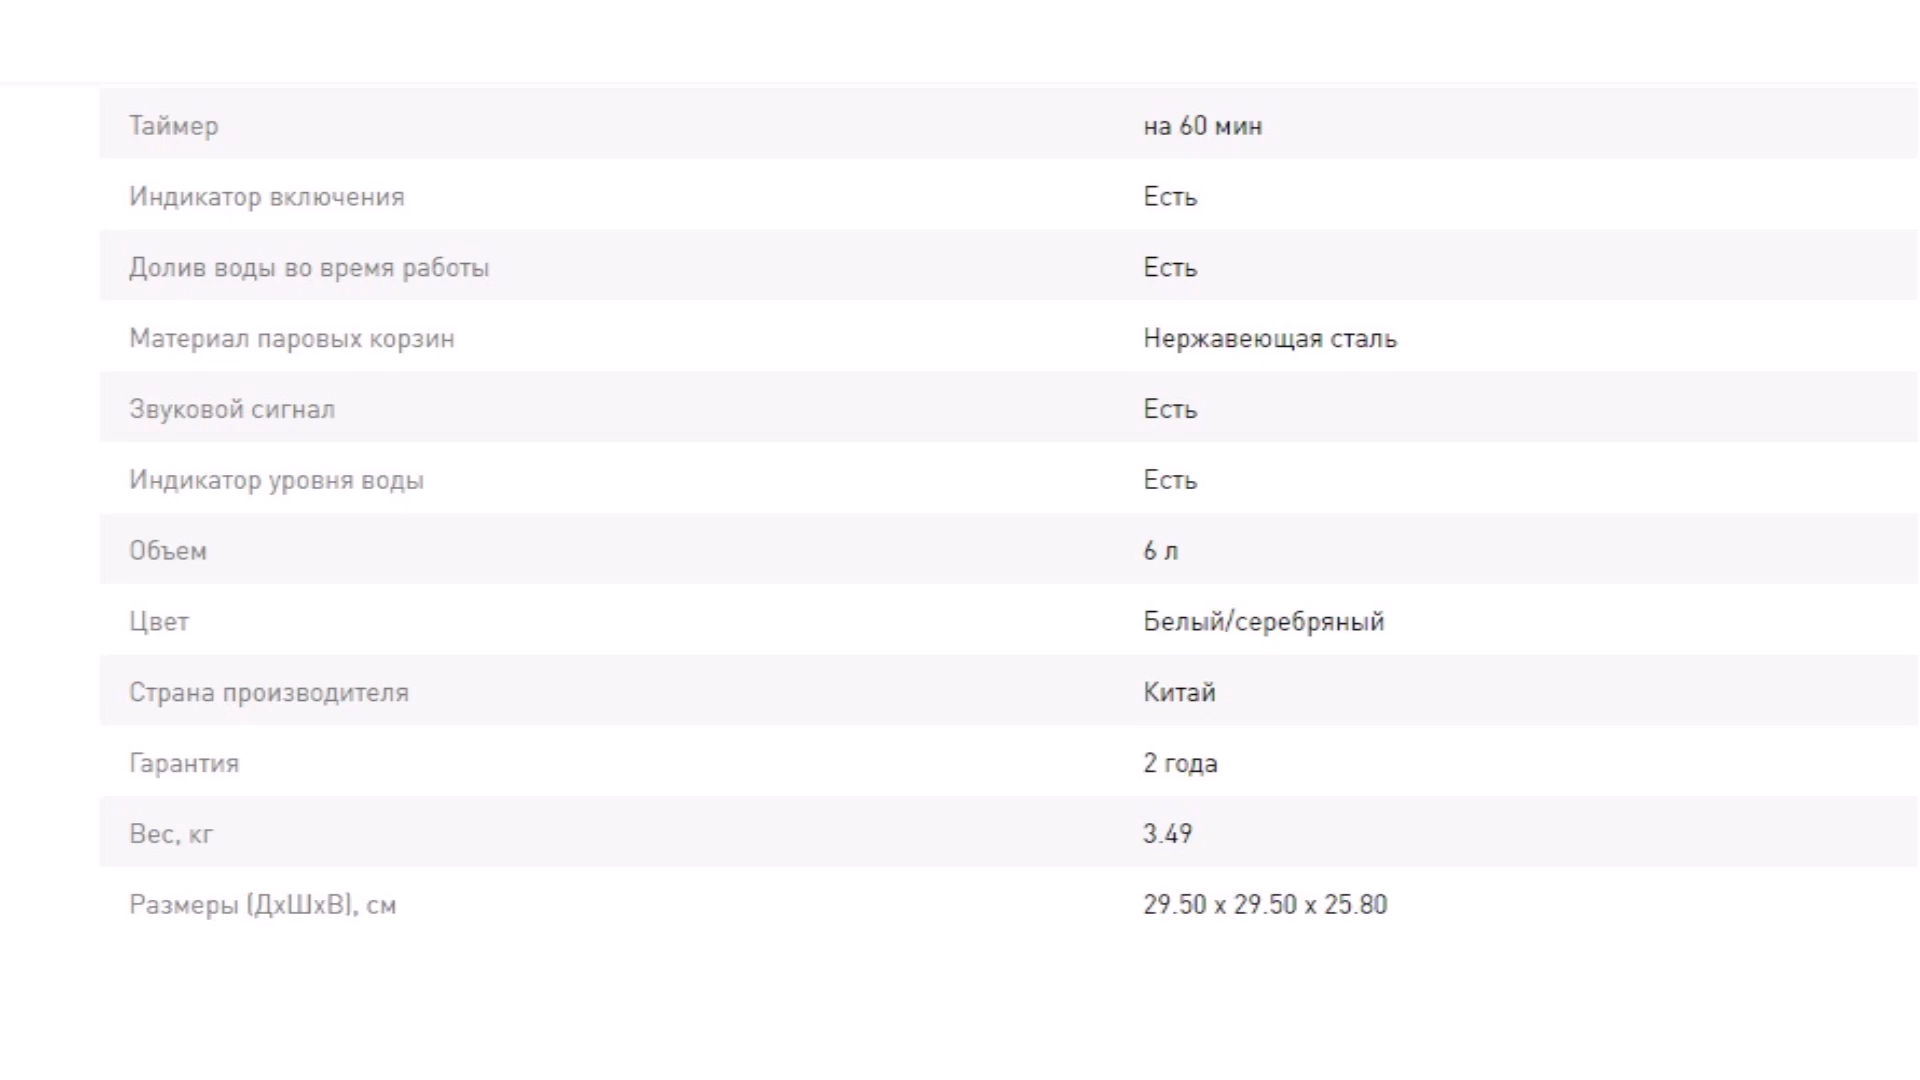 Таймер на 60 мин
Индикатор включения Есть
Долив воды во время работы Есть
Материал паровых корзин Нержавеющая сталь
Звуковой сигнал Есть
Индикатор уровня воды Есть
Объем 6 л
Цвет Белый/серебряный
Страна производителя Китай
Гарантия 2 года
Вес, кг 3.49
Размеры (ДхШхВ), см 29.50 x 29.50 x 25.80